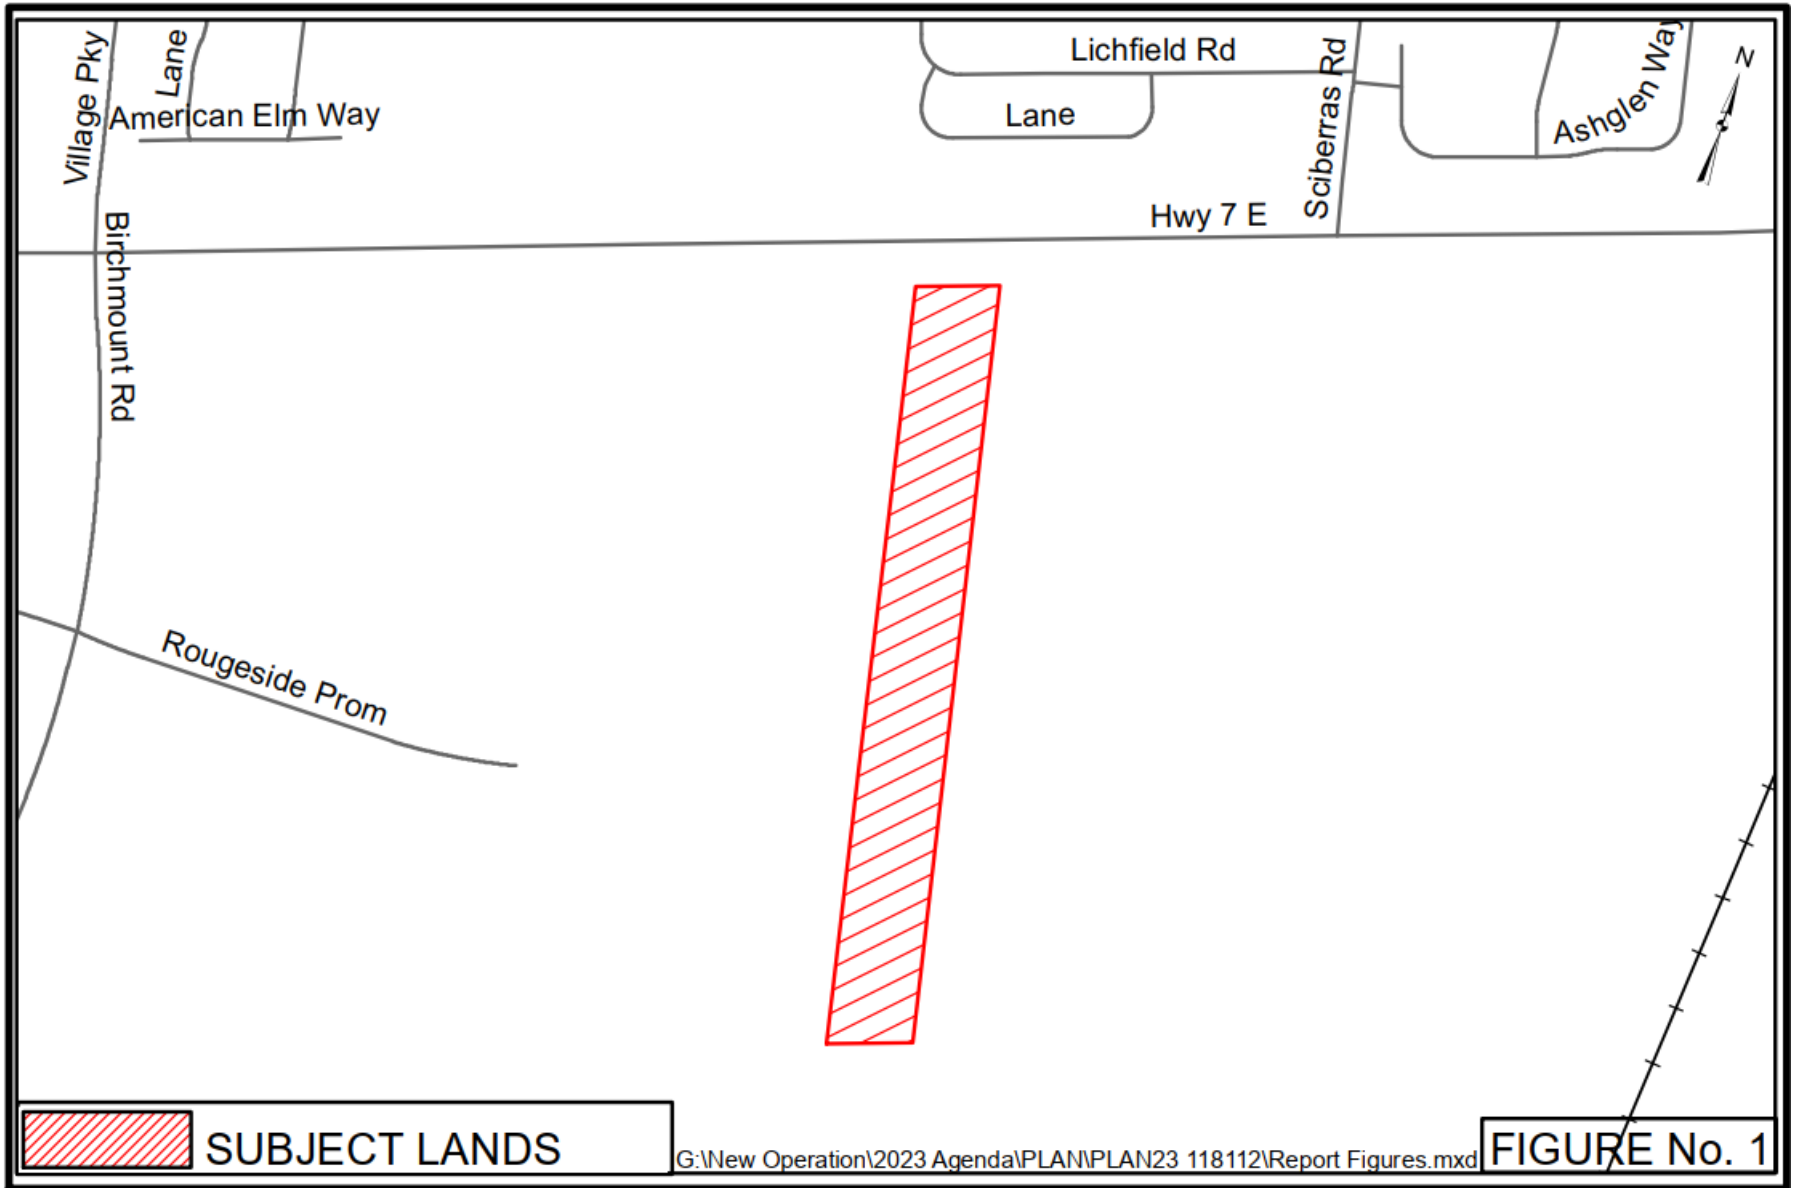 Village Pky
Lane
American Elm Way
Lichfield Rd
Lane
Sciberras Rd
Ashglen Way
N
Hwy 7 E
Birchmount Rd
Rougeside Prom
SUBJECT LANDS
G:\New Operation\2023 Agenda\PLAN\PLAN23 118112\Report Figures.mxd
FIGURE No. 1